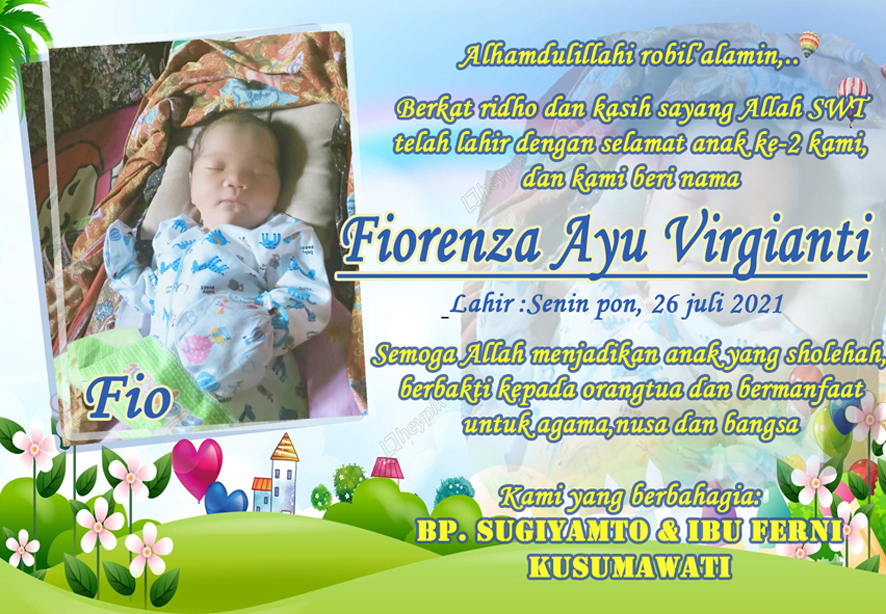 Alhamdulillahi robil'alamin,..
Berkat ridho dan kasih sayang Allah SWT
telah lahir dengan selamat anak ke-2 kami,
dan kami beri nama
Fiorenza Ayu Virgianti
Lahir :Senin pon, 26 juli 2021
Semoga Allah menjadikan anak yang sholehah,
berbakti kepada orangtua dan bermanfaat
untuk agama,nusa dan bangsa
Fio
Kami yang berbahagia:
BP. SUGIYAMTO & IBU FERNI
KUSUMAWATI